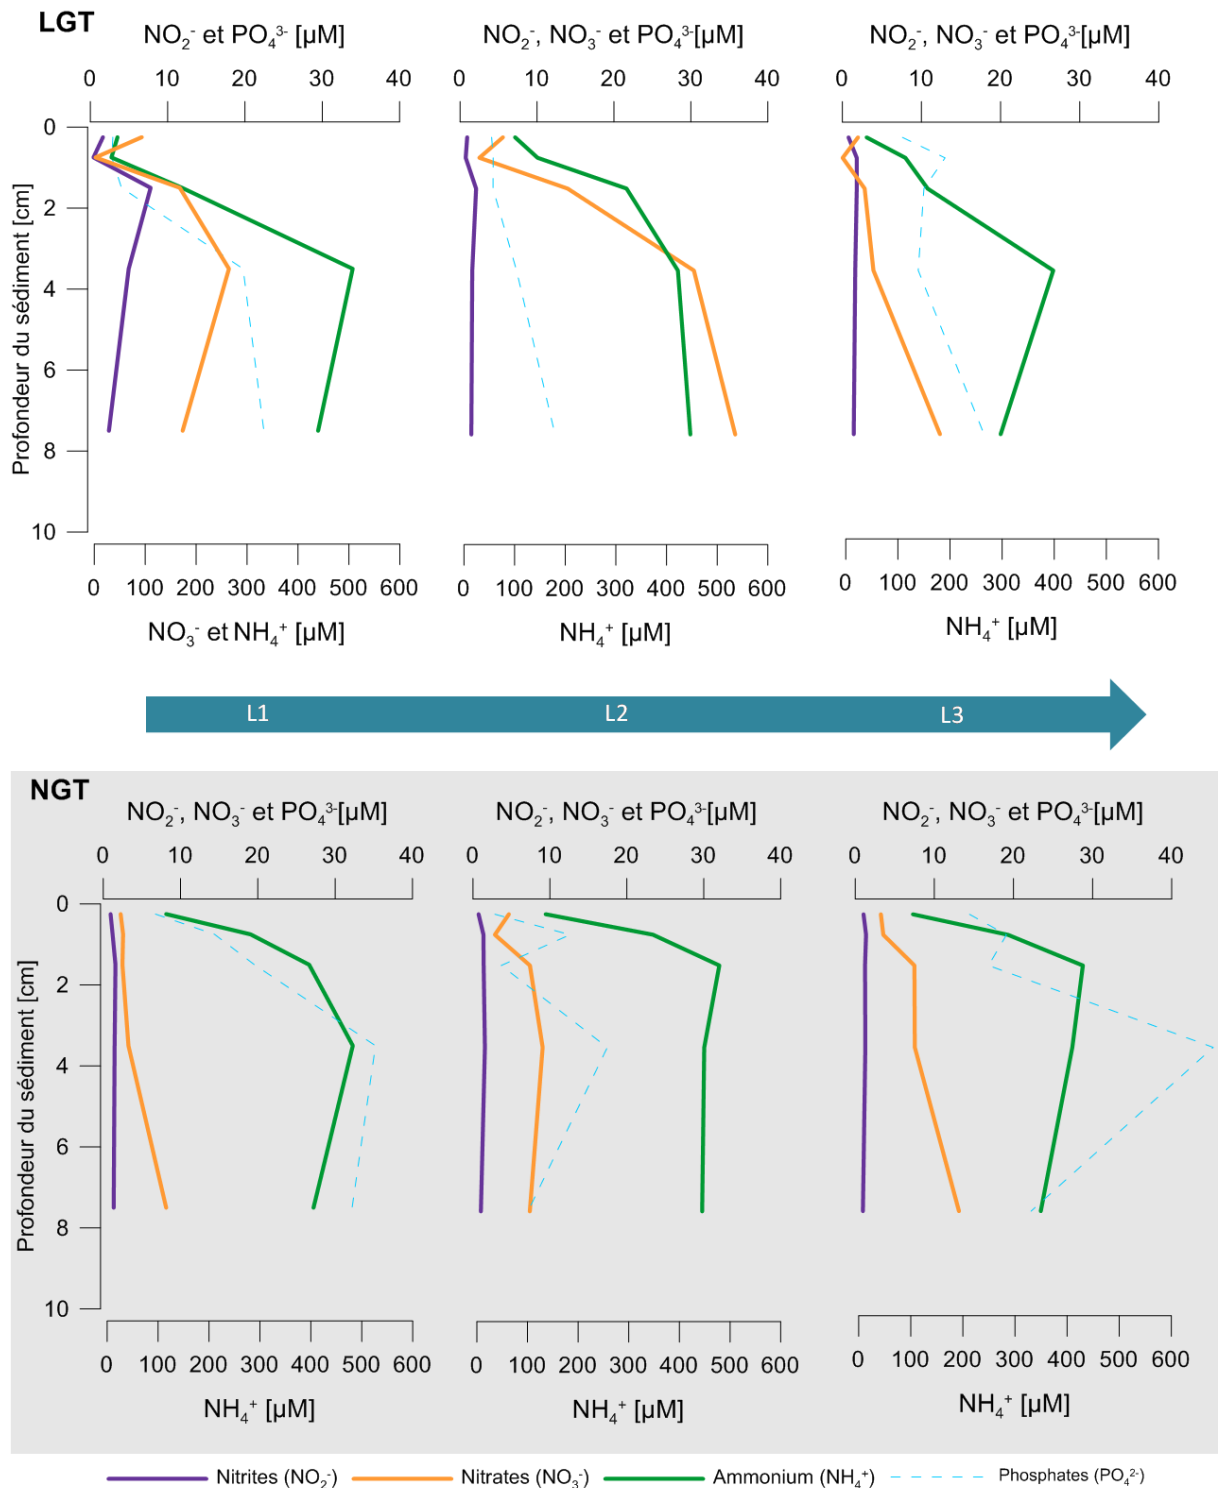 LGT
NO₂⁻ et PO₄³⁻ [µM] NO₂⁻, NO₃⁻ et PO₄³⁻[µM] NO₂⁻, NO₃⁻ et PO₄³⁻[µM]
0 10 20 30 40 0 10 20 30 40 0 10 20 30 40
Profondeur du sédiment [cm]
0
2
4
6
8
10
0 100 200 300 400 600 0 100 200 300 400 600 0 100 200 300 400 500 600
NO₃⁻ et NH₄⁺ [µM] NH₄⁺ [µM] NH₄⁺ [µM]
L1 L2 L3
NGT
NO₂⁻, NO₃⁻ et PO₄³⁻[µM] NO₂⁻, NO₃⁻ et PO₄³⁻[µM] NO₂⁻, NO₃⁻ et PO₄³⁻[µM]
0 10 20 30 40 0 10 20 30 40 0 10 20 30 40
Profondeur du sédiment [cm]
0
2
4
6
8
10
0 100 200 300 400 600 0 100 200 300 400 600 0 100 200 300 400 500 600
NH₄⁺ [µM] NH₄⁺ [µM] NH₄⁺ [µM]
Nitrites (NO₂⁻) Nitrates (NO₃⁻) Ammonium (NH₄⁺) Phosphates (PO₄²⁻)